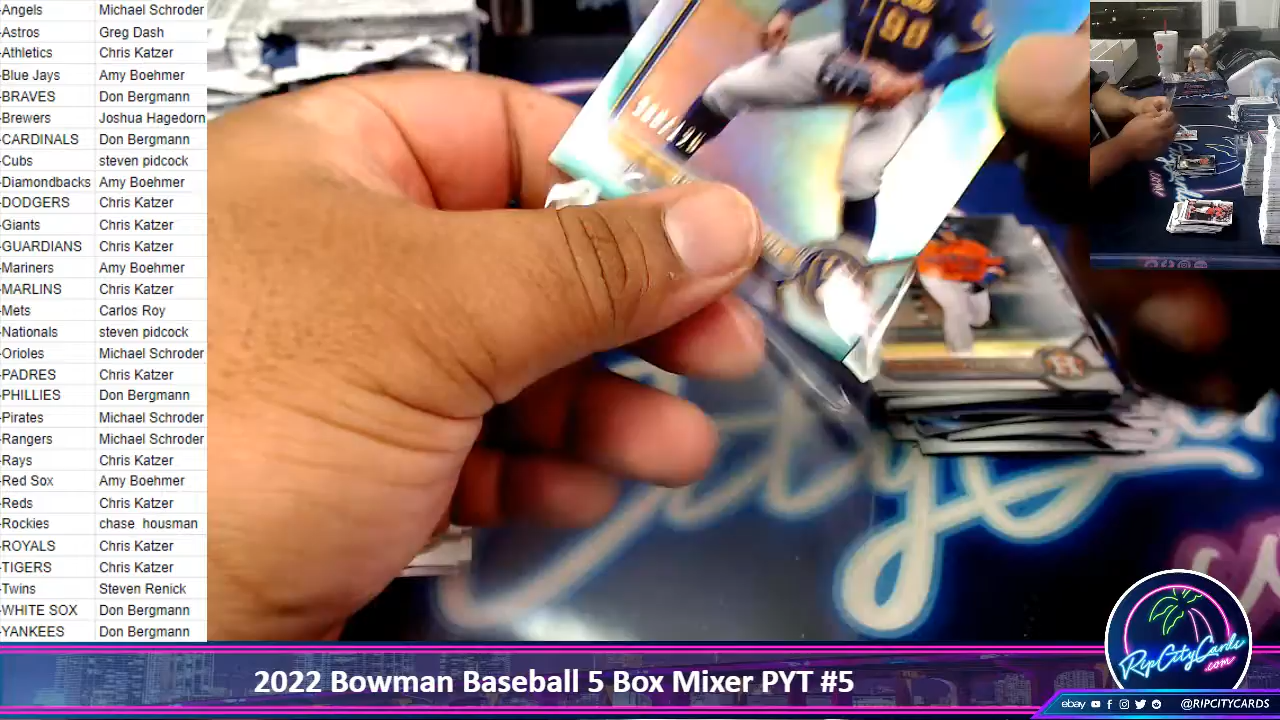 -Angels Michael Schroder
-Astros Greg Dash
-Athletics Chris Katzer
-Blue Jays Amy Boehmer
-BRAVES Don Bergmann
-Brewers Joshua Hagedorn
-CARDINALS Don Bergmann
-Cubs steven pidcock
-Diamondbacks Amy Boehmer
-DODGERS Chris Katzer
-Giants Chris Katzer
-GUARDIANS Chris Katzer
-Mariners Amy Boehmer
-MARLINS Chris Katzer
-Mets Carlos Roy
-Nationals steven pidcock
-Orioles Michael Schroder
-PADRES Chris Katzer
-PHILLIES Don Bergmann
-Pirates Michael Schroder
-Rangers Michael Schroder
-Rays Chris Katzer
-Red Sox Amy Boehmer
-Reds Chris Katzer
-Rockies chase housman
-ROYALS Chris Katzer
-TIGERS Chris Katzer
-Twins Steven Renick
-WHITE SOX Don Bergmann
-YANKEES Don Bergmann
98
RipCityCards
.com
2022 Bowman Baseball 5 Box Mixer PYT #5
ebay @RIPCITYCARDS